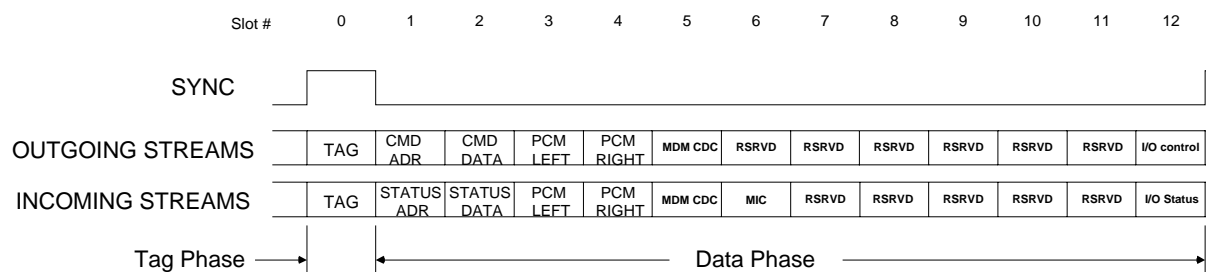 Slot # 0 1 2 3 4 5 6 7 8 9 10 11 12
SYNC
OUTGOING STREAMS TAG CMD ADR CMD DATA PCM LEFT PCM RIGHT MDM CDC RSRVD RSRVD RSRVD RSRVD RSRVD RSRVD I/O control
INCOMING STREAMS TAG STATUS ADR STATUS DATA PCM LEFT PCM RIGHT MDM CDC MIC RSRVD RSRVD RSRVD RSRVD RSRVD I/O Status
Tag Phase Data Phase